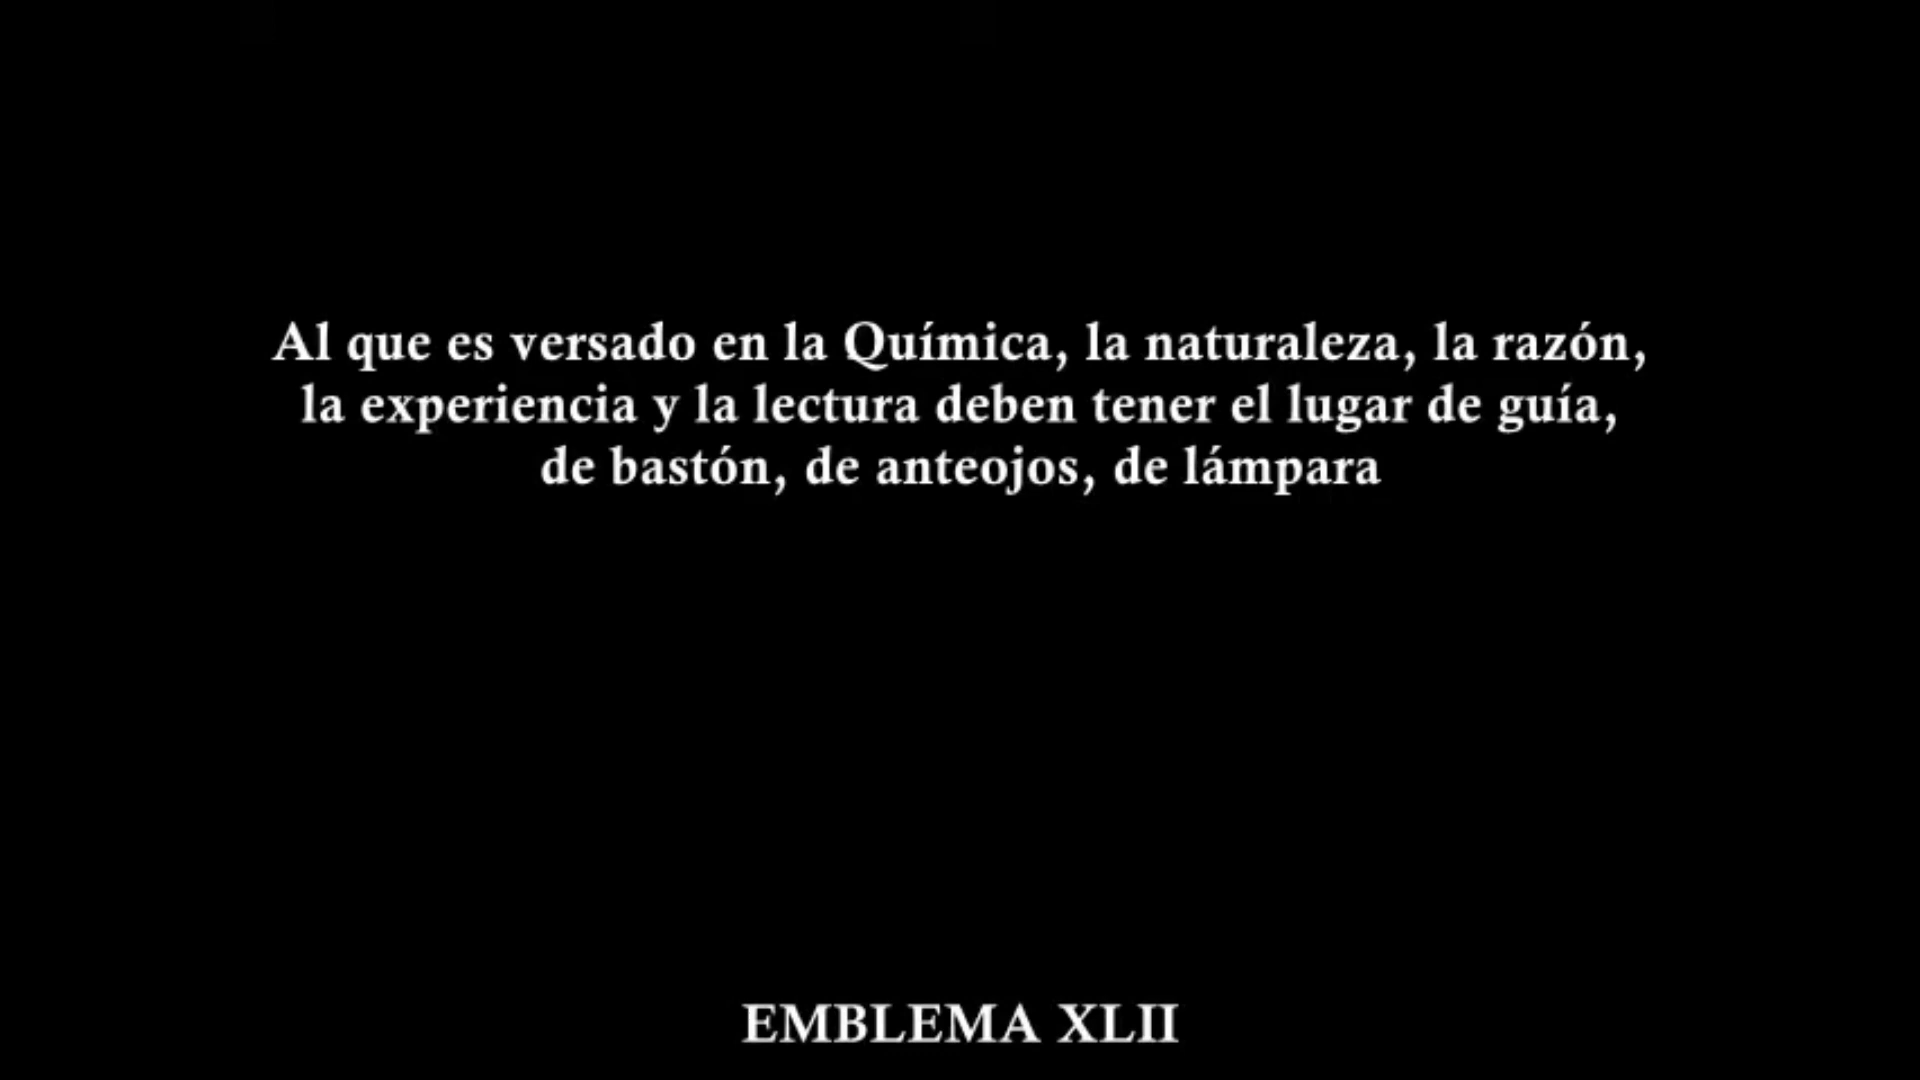 Al que es versado en la Química, la naturaleza, la razón,
la experiencia y la lectura deben tener el lugar de guía,
de bastón, de anteojos, de lámpara
EMBLEMA XLII